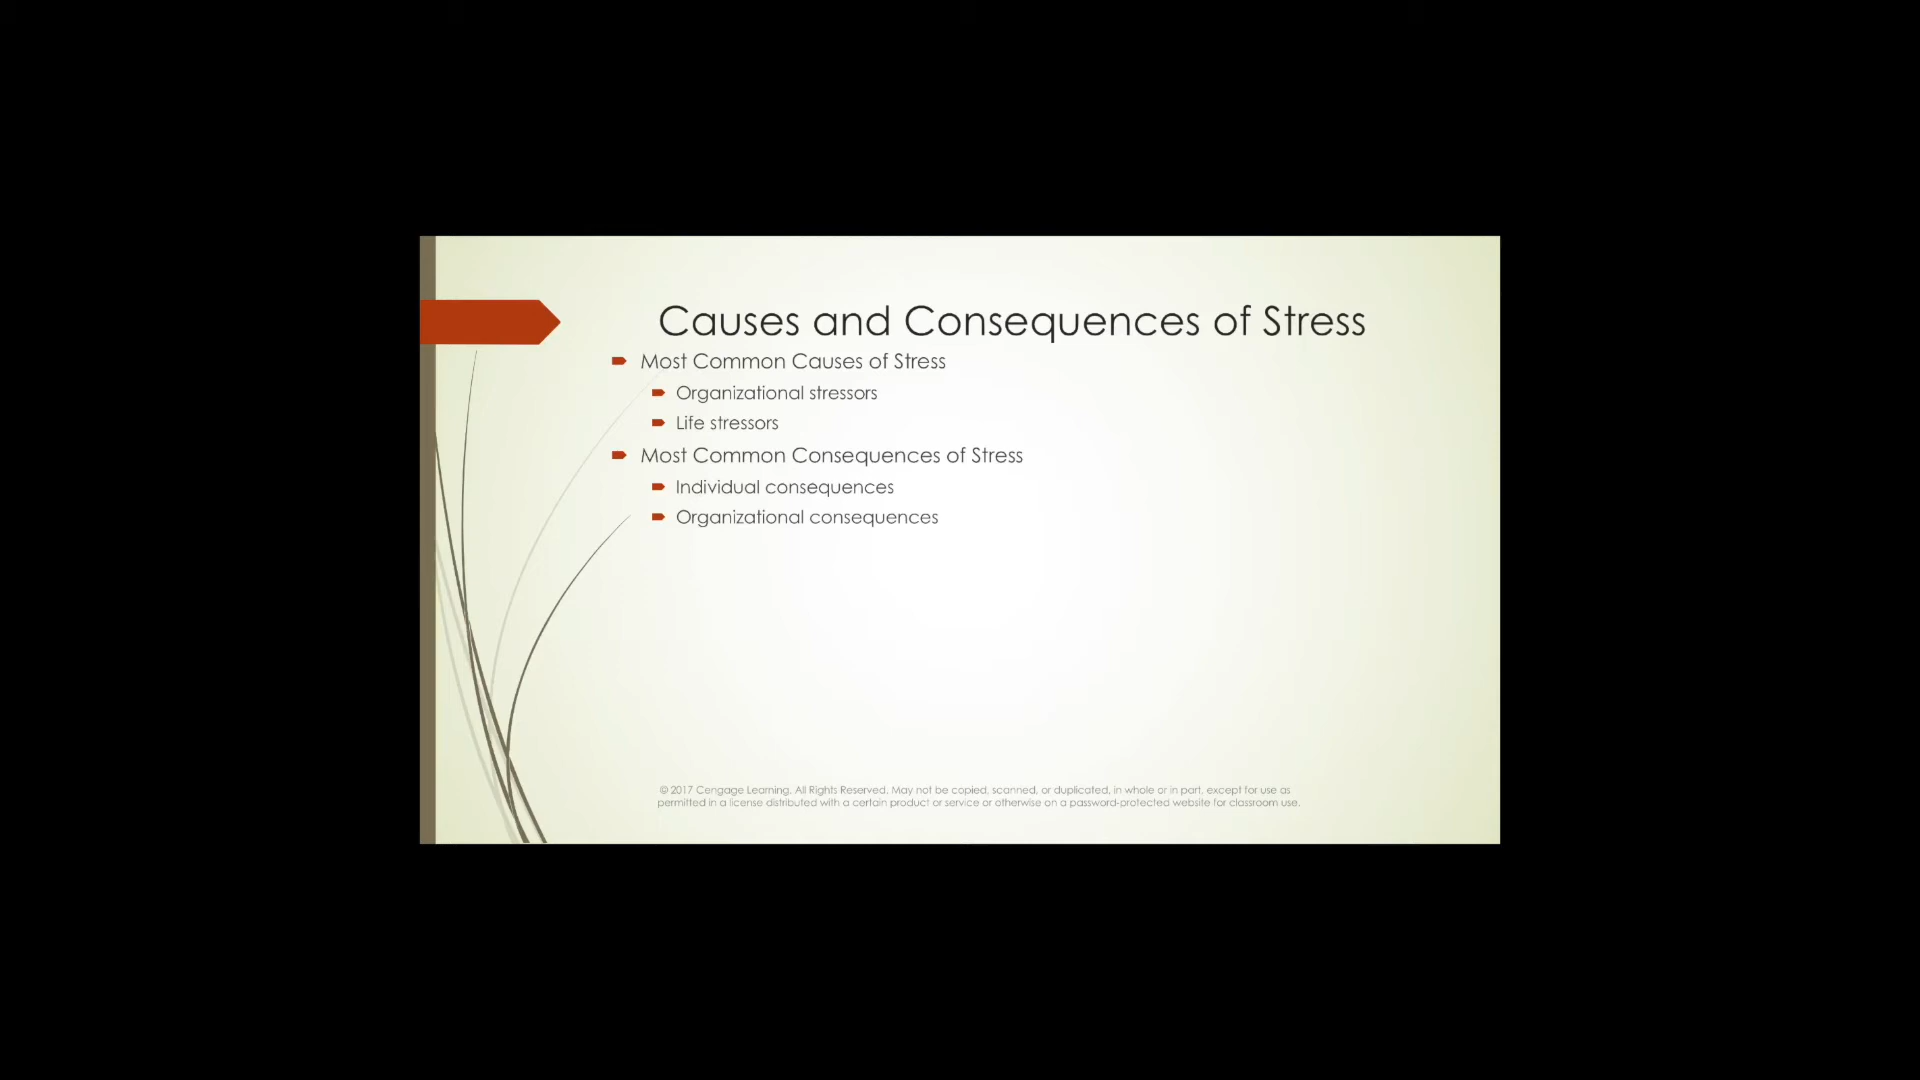 Causes and Consequences of Stress
Most Common Causes of Stress
Organizational stressors
Life stressors
Most Common Consequences of Stress
Individual consequences
Organizational consequences
© 2017 Cengage Learning. All Rights Reserved. May not be copied, scanned, or duplicated, in whole or in part, except for use as
permitted in a license distributed with a certain product or service or otherwise on a password-protected website for classroom use.